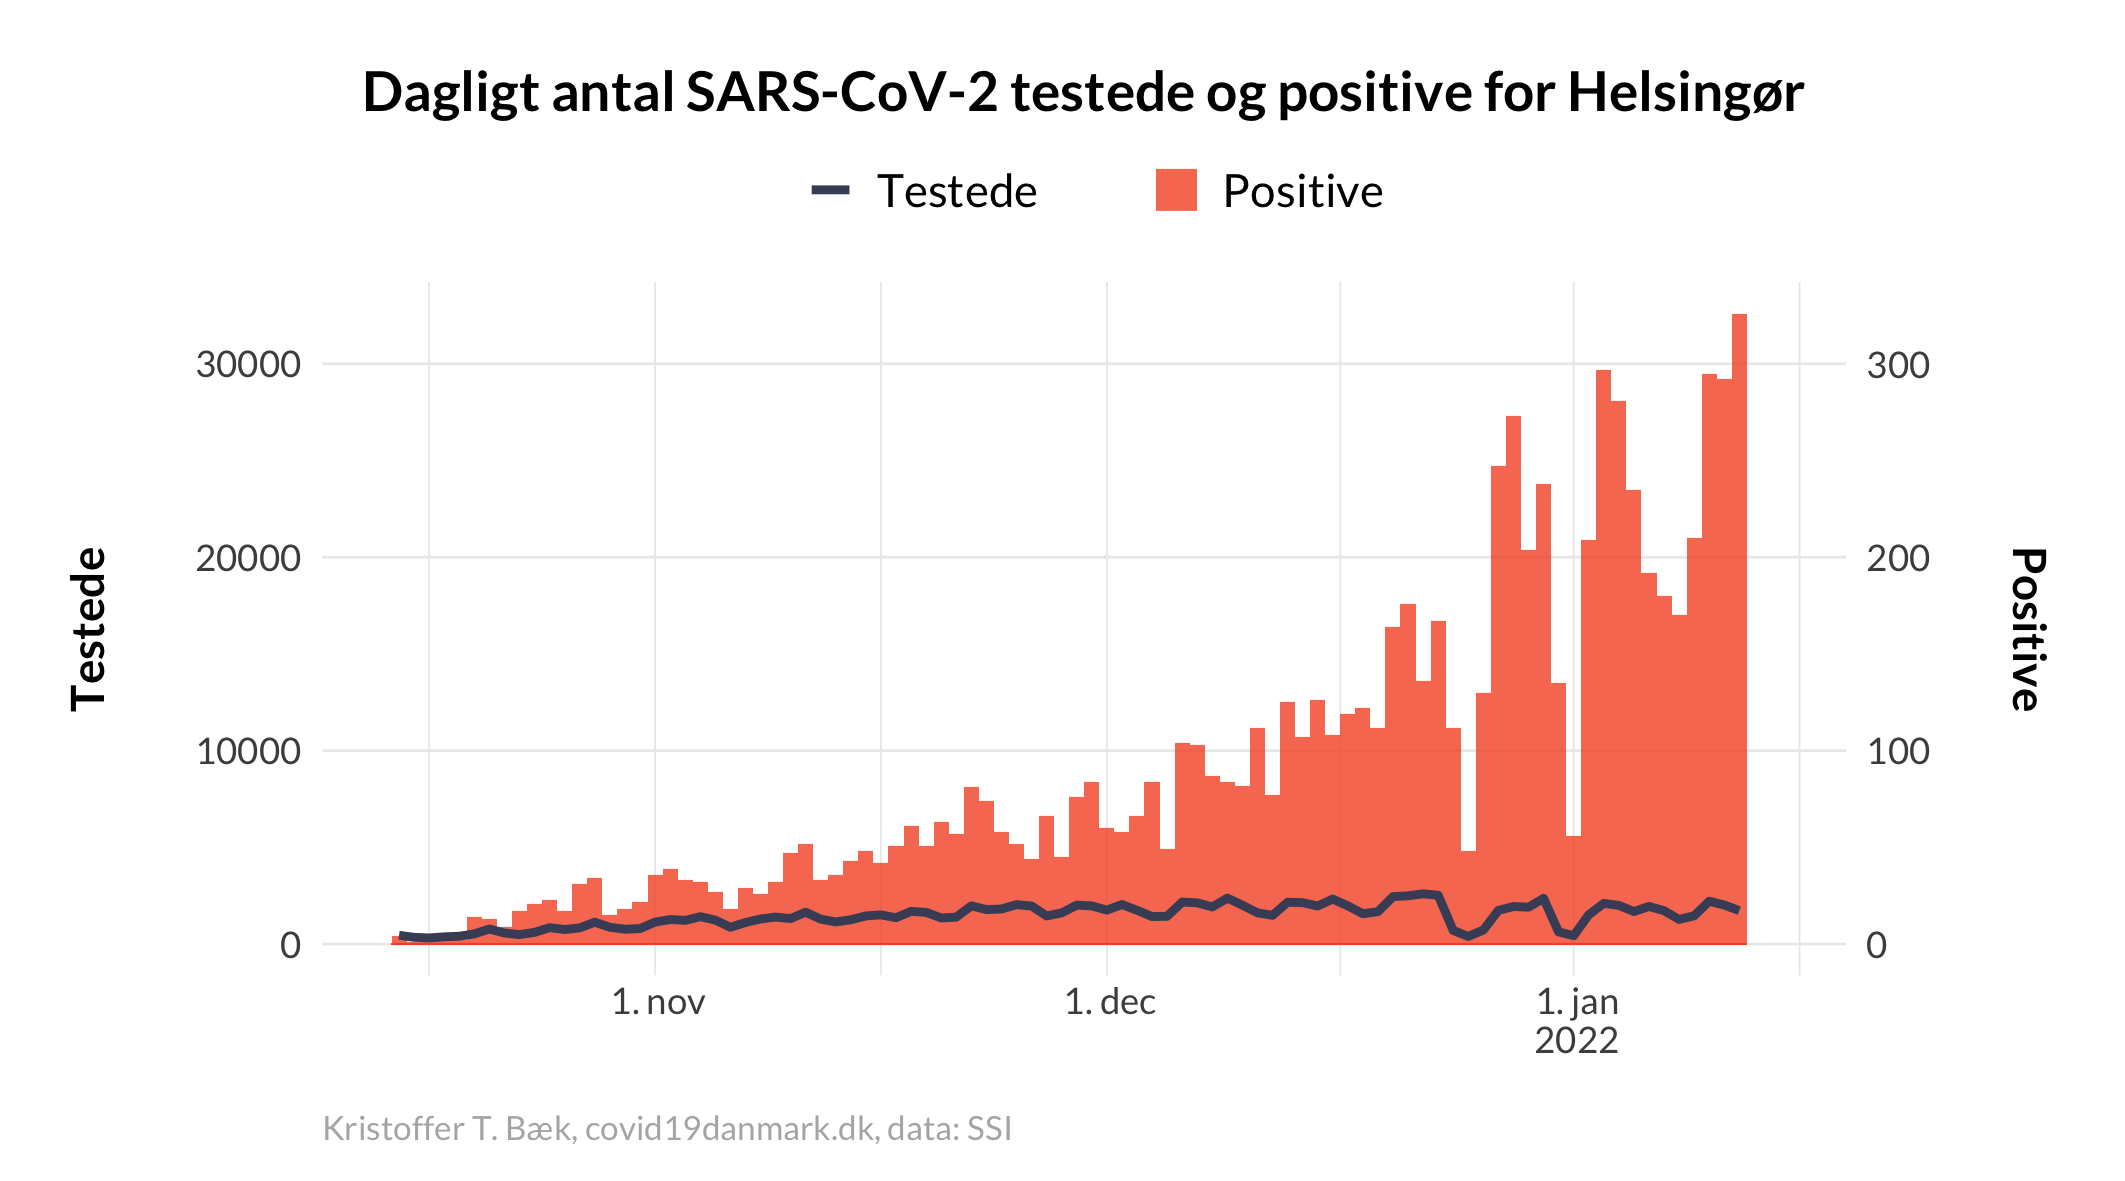 Dagligt antal SARS-CoV-2 testede og positive for Helsingør
Testede
Positive
30000
20000
10000
0
Testede
300
200
100
0
Positive
1. nov
1. dec
1. jan
2022
Kristoffer T. Bæk, covid19danmark.dk, data: SSI